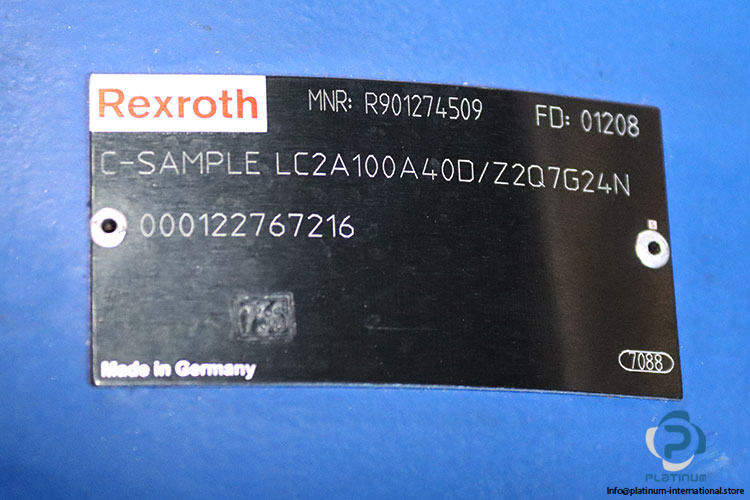 Rexroth MNR: R901274509 FD: 01208
C-SAMPLE LC2A100A40D/Z2Q7G24N
000122767216
Made in Germany 7088
PLATINUM
Info@platinum-international.store